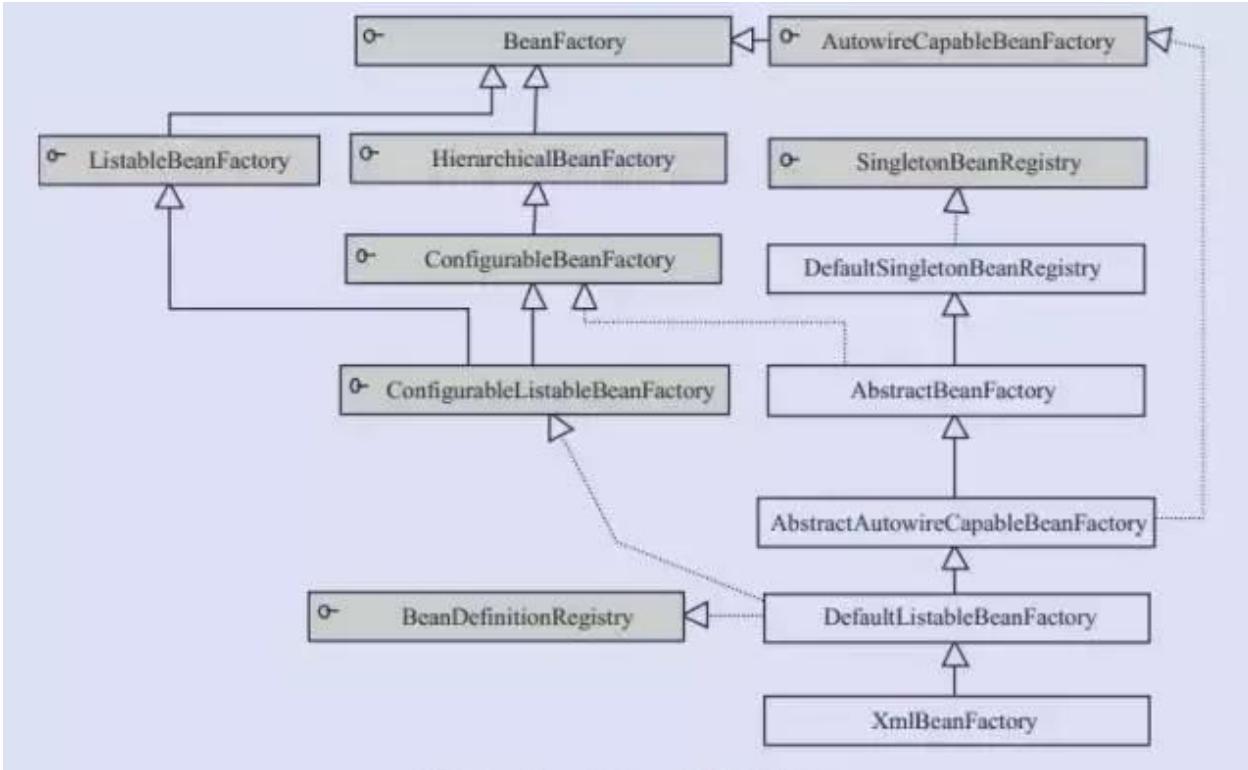 BeanFactory
AutowireCapableBeanFactory
ListableBeanFactory
HierarchicalBeanFactory
SingletonBeanRegistry
ConfigurableBeanFactory
DefaultSingletonBeanRegistry
ConfigurableListableBeanFactory
AbstractBeanFactory
AbstractAutowireCapableBeanFactory
BeanDefinitionRegistry
DefaultListableBeanFactory
XmlBeanFactory